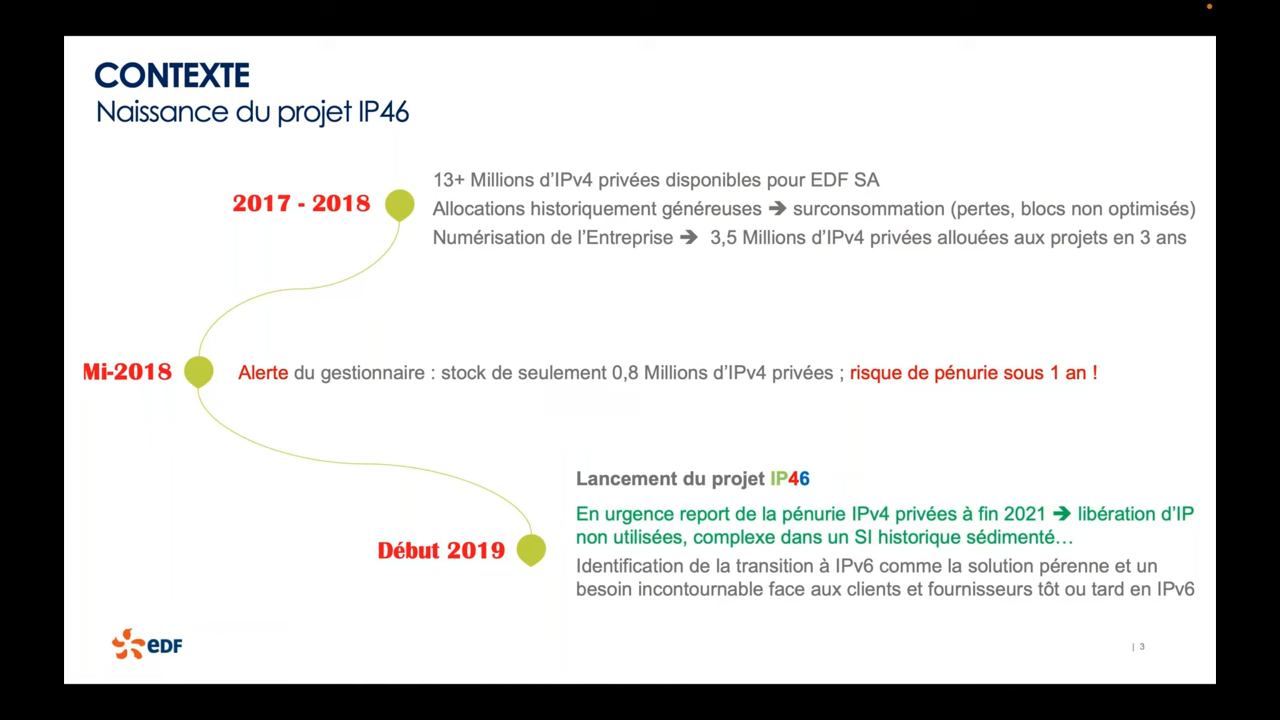 CONTEXTE
Naissance du projet IP46
2017 - 2018
13+ Millions d’IPv4 privées disponibles pour EDF SA
Allocations historiquement généreuses ➔ surconsommation (pertes, blocs non optimisés)
Numérisation de l’Entreprise ➔ 3,5 Millions d’IPv4 privées allouées aux projets en 3 ans
Mi-2018
Alerte du gestionnaire : stock de seulement 0,8 Millions d’IPv4 privées ; risque de pénurie sous 1 an !
Début 2019
Lancement du projet IP46
En urgence report de la pénurie IPv4 privées à fin 2021 ➔ libération d’IP
non utilisées, complexe dans un SI historique sédimenté…
Identification de la transition à IPv6 comme la solution pérenne et un
besoin incontournable face aux clients et fournisseurs tôt ou tard en IPv6
eDF
| 3